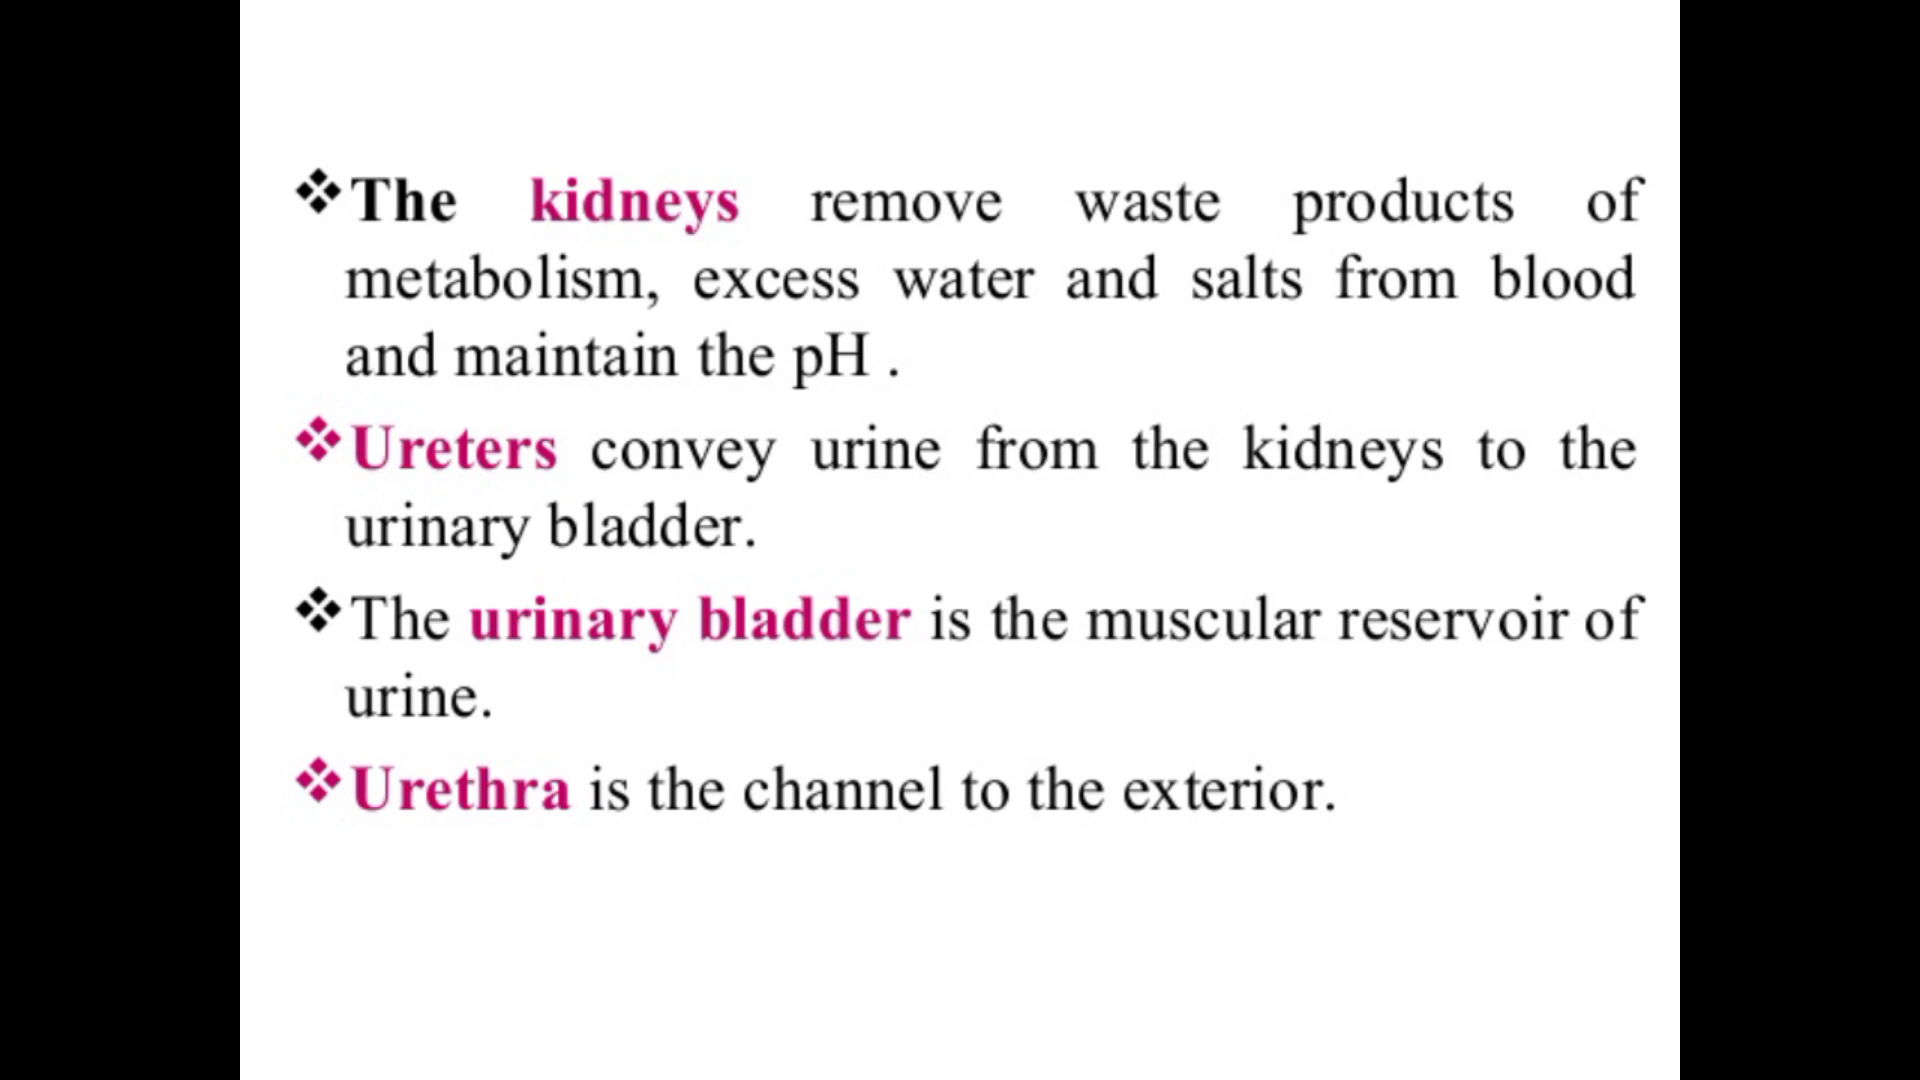 ❖The kidneys remove waste products of
metabolism, excess water and salts from blood
and maintain the pH .
❖Ureters convey urine from the kidneys to the
urinary bladder.
❖The urinary bladder is the muscular reservoir of
urine.
❖Urethra is the channel to the exterior.